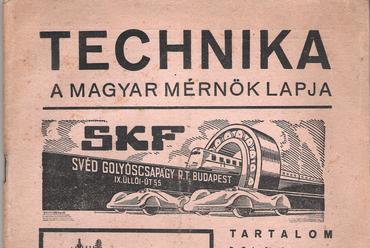 TECHNIKA
A MAGYAR MÉRNÖK LAPJA
SKF
SVÉD GOLYÓSCSAPÁGY R.T. BUDAPEST
IX. ÜLLŐI-ÚT 55
TARTALOM